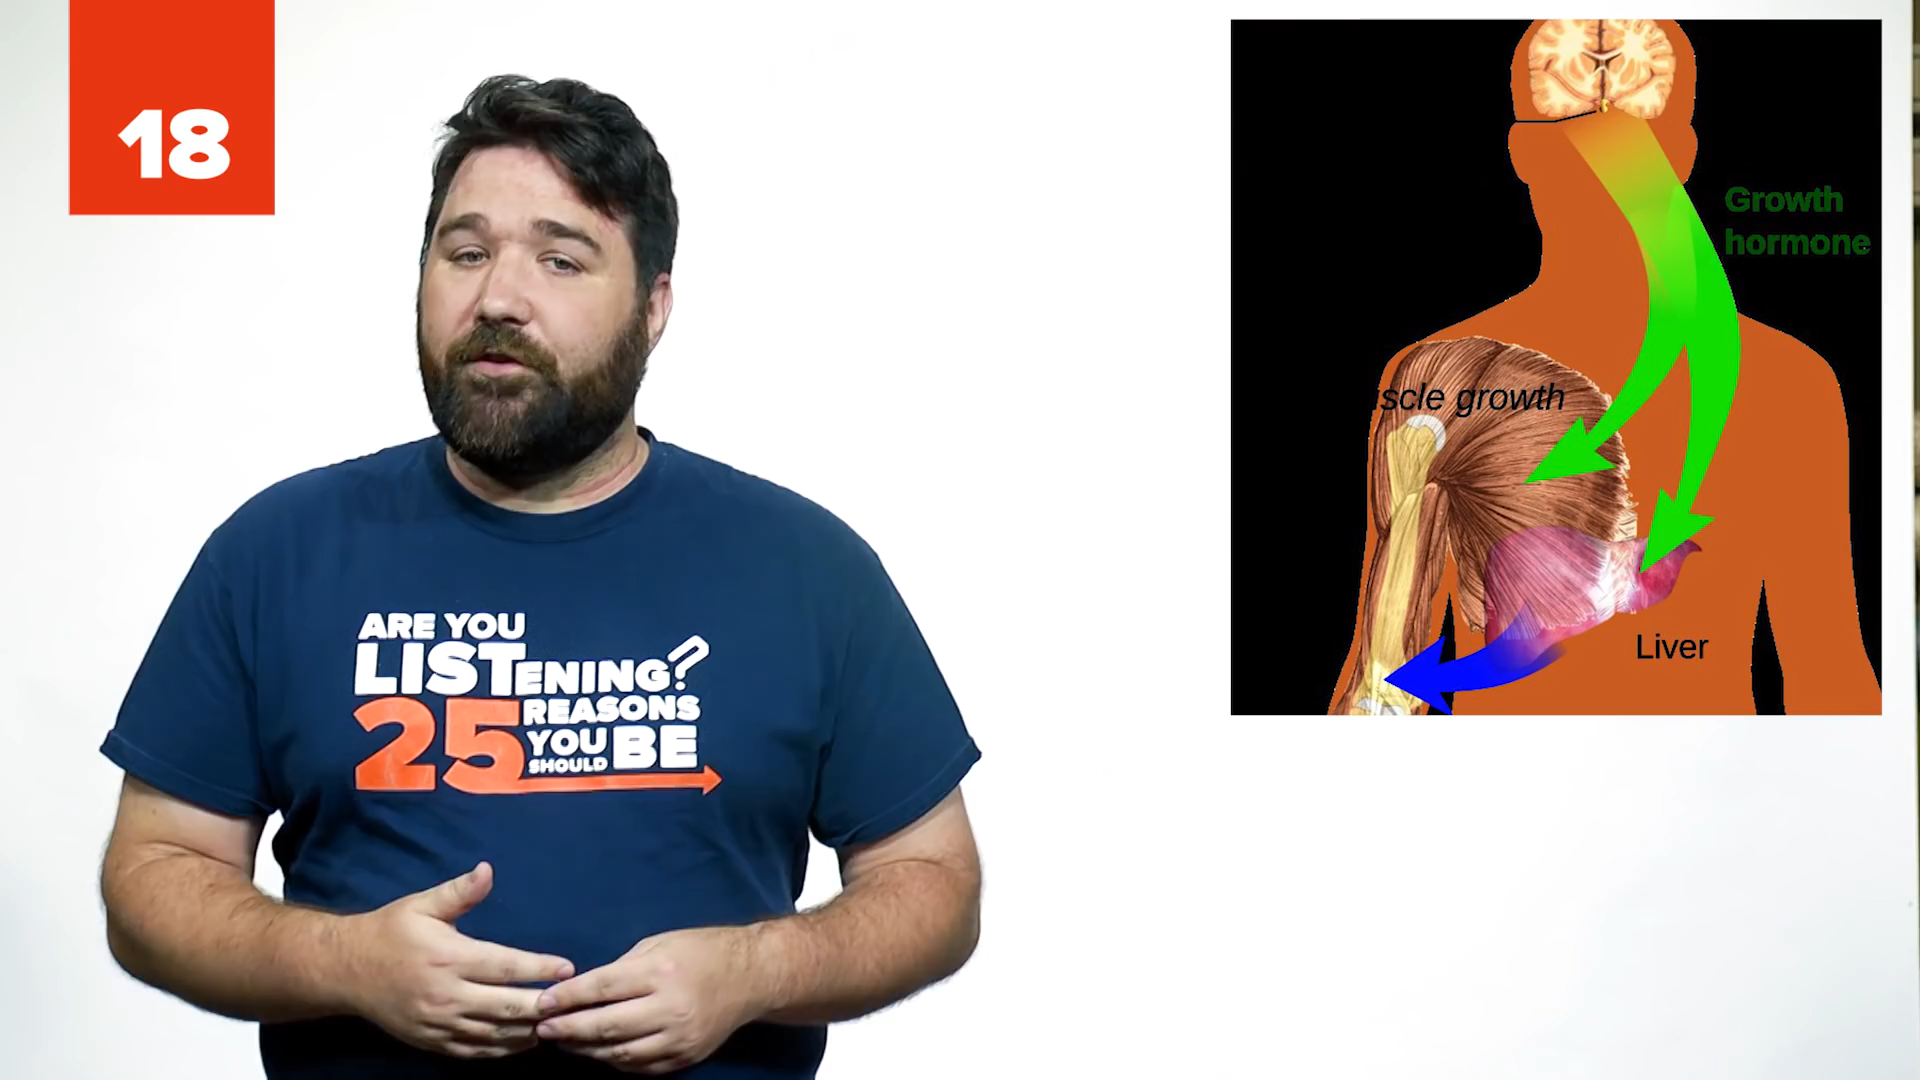 18
ARE YOU
LISTENING?
25 REASONS
YOU BE
SHOULD
Growth
hormone
scle growth
Liver